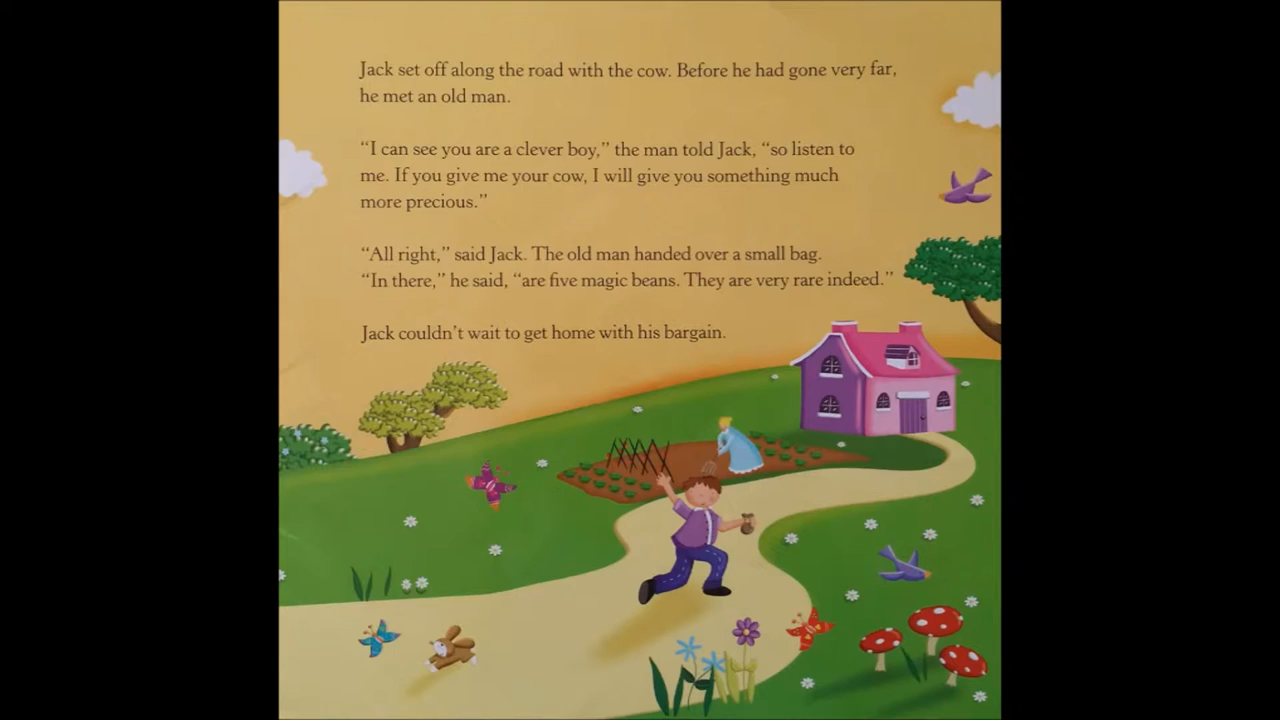 Jack set off along the road with the cow. Before he had gone very far,
he met an old man.
“I can see you are a clever boy,” the man told Jack, “so listen to
me. If you give me your cow, I will give you something much
more precious.”
“All right,” said Jack. The old man handed over a small bag.
“In there,” he said, “are five magic beans. They are very rare indeed.”
Jack couldn’t wait to get home with his bargain.